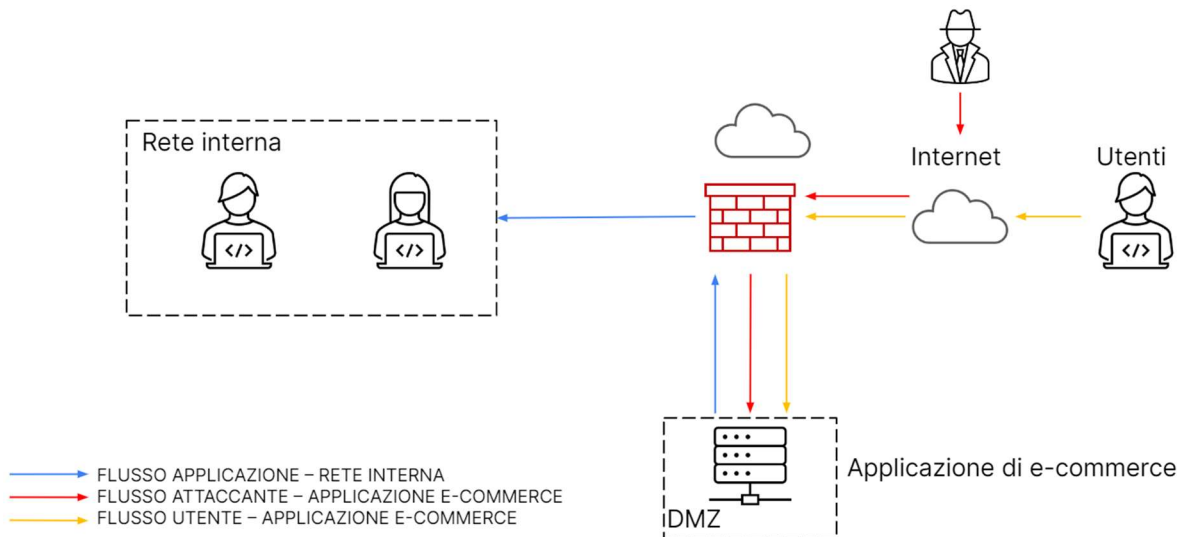 Rete interna
</>
</>
Internet
Utenti
</>
Applicazione di e-commerce
DMZ
FLUSSO APPLICAZIONE – RETE INTERNA
FLUSSO ATTACCANTE – APPLICAZIONE E-COMMERCE
FLUSSO UTENTE – APPLICAZIONE E-COMMERCE